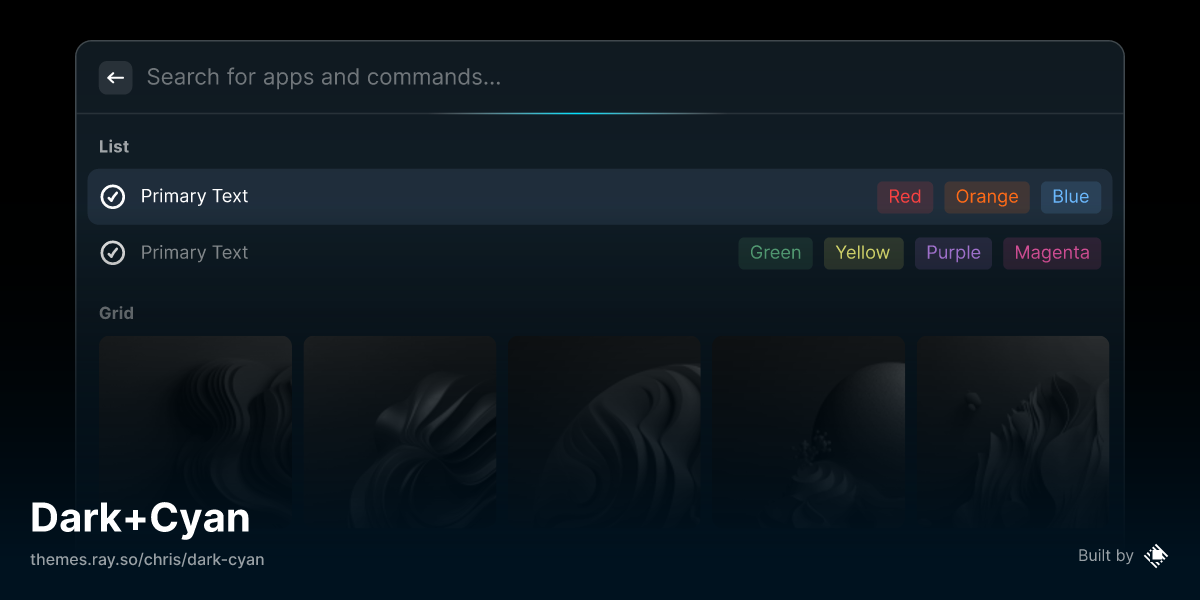 Search for apps and commands...
List
Primary Text Red Orange Blue
Primary Text Green Yellow Purple Magenta
Grid
Dark+Cyan
themes.ray.so/chris/dark-cyan
Built by